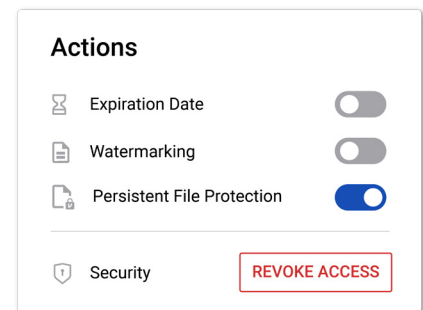 Actions
Expiration Date
Watermarking
Persistent File Protection
Security REVOKE ACCESS